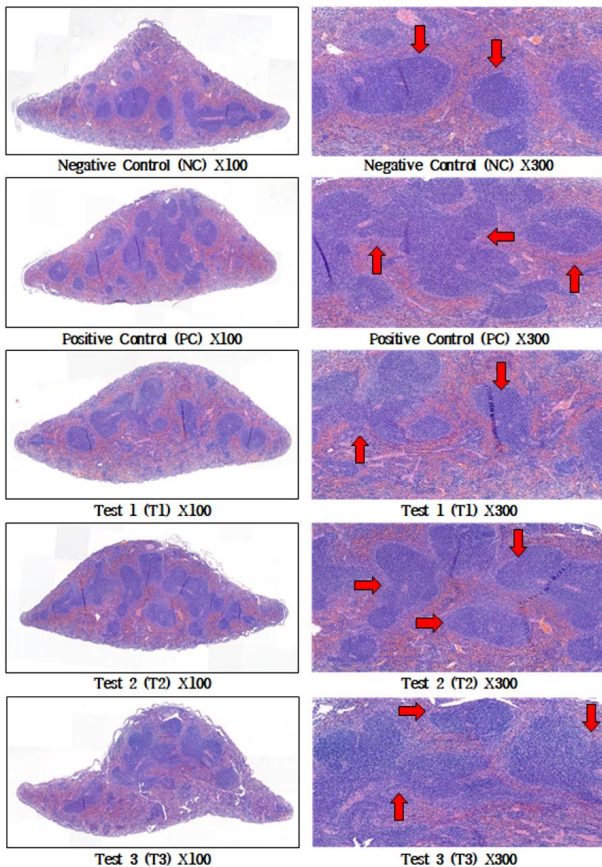 Negative Control (NC) X100
Negative Control (NC) X300
Positive Control (PC) X100
Positive Control (PC) X300
Test 1 (T1) X100
Test 1 (T1) X300
Test 2 (T2) X100
Test 2 (T2) X300
Test 3 (T3) X100
Test 3 (T3) X300